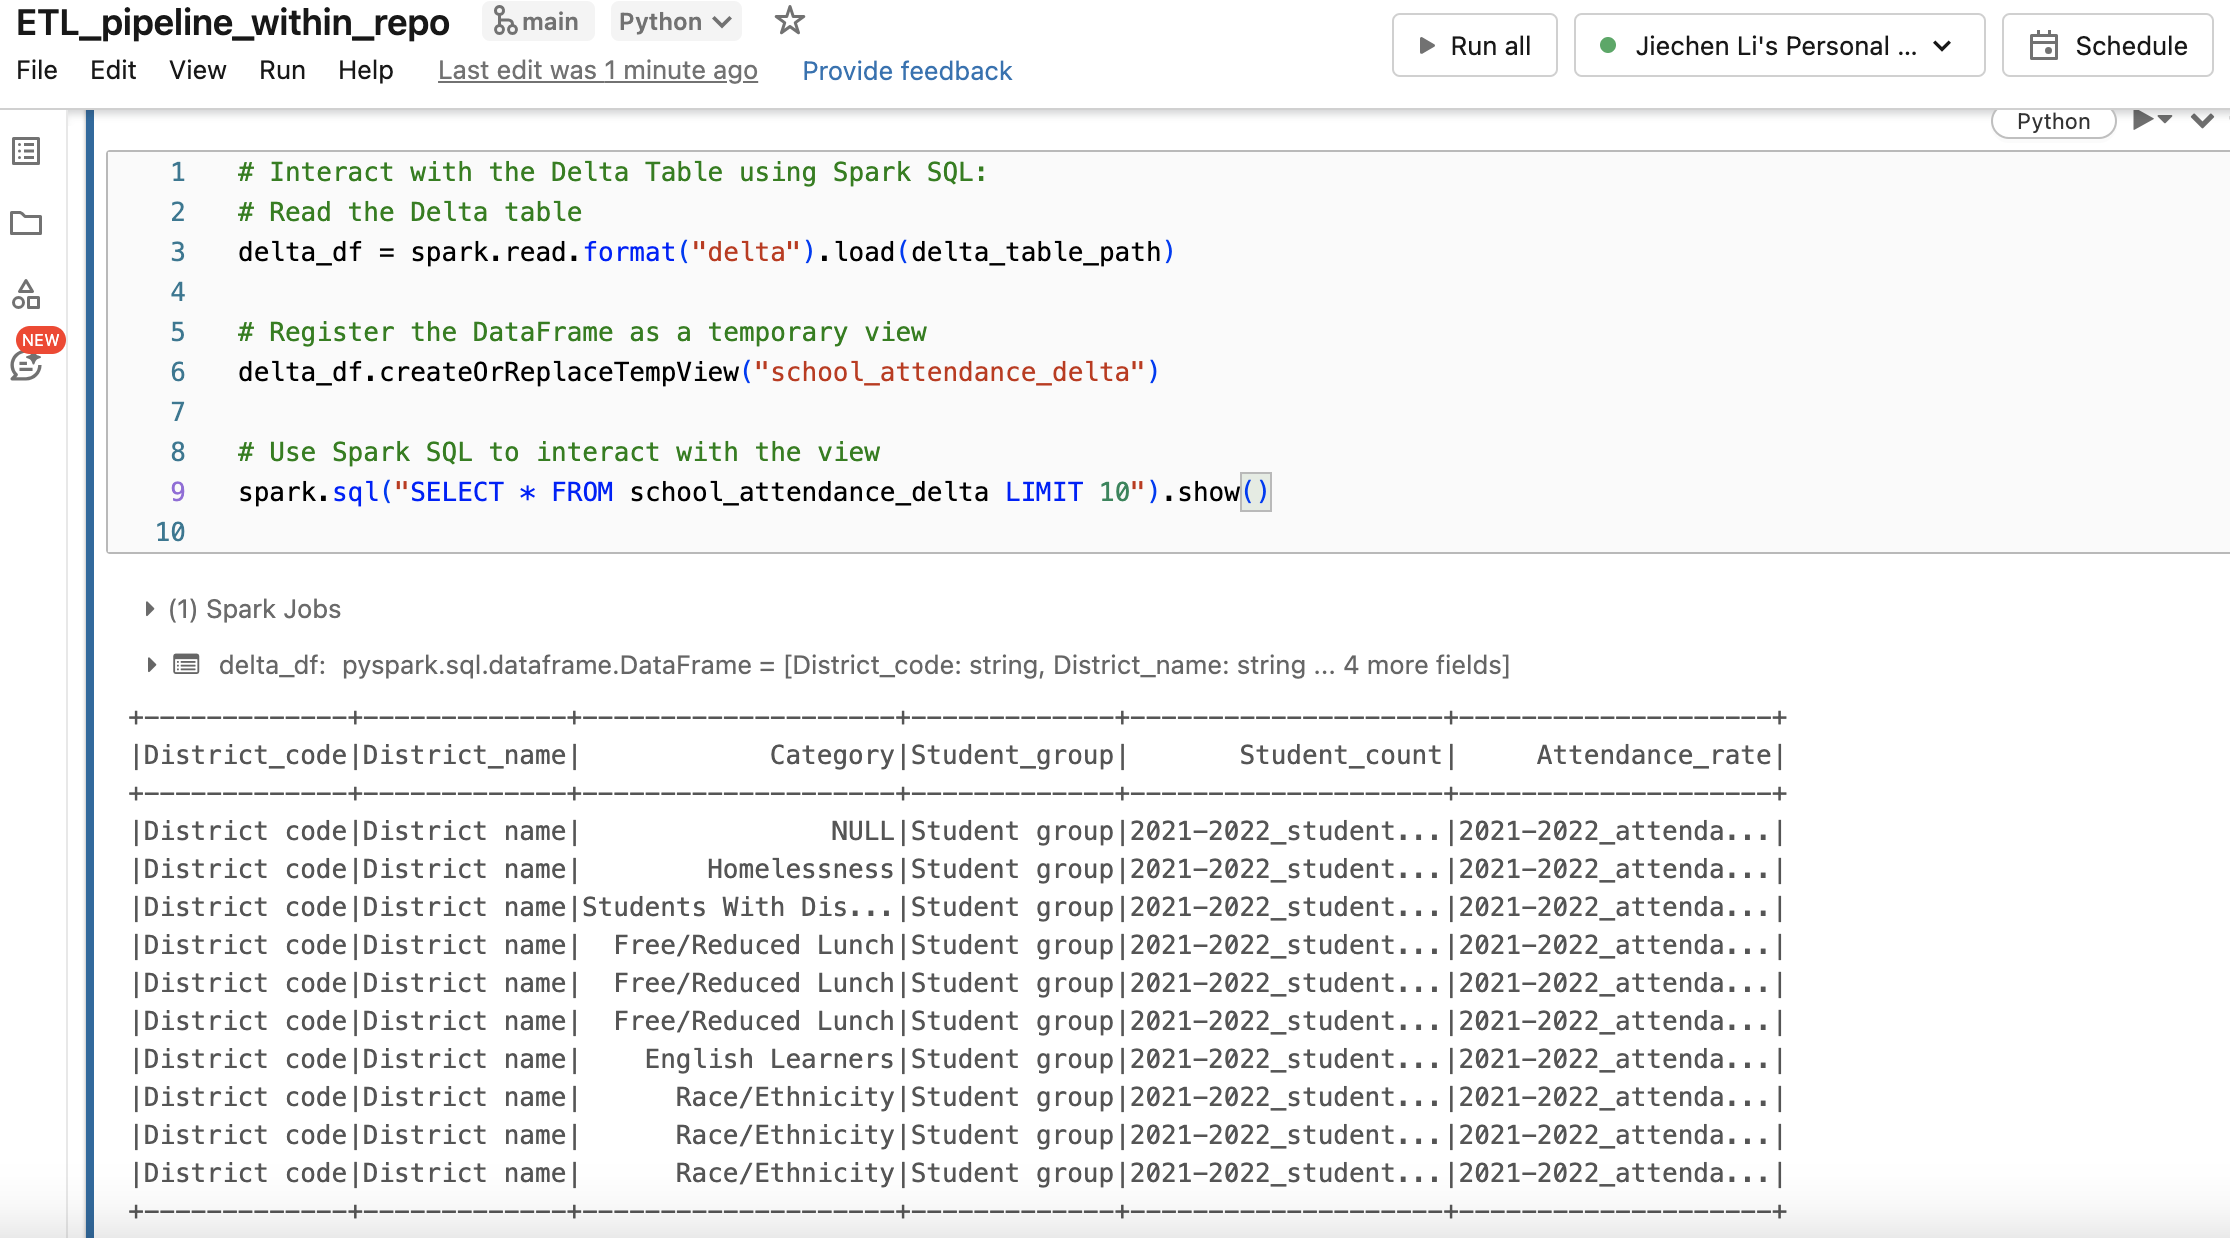 ETL_pipeline_within_repo main Python
File Edit View Run Help Last edit was 1 minute ago Provide feedback
Run all Jiechen Li's Personal ... Schedule
Python
NEW
1 # Interact with the Delta Table using Spark SQL:
2 # Read the Delta table
3 delta_df = spark.read.format("delta").load(delta_table_path)
4
5 # Register the DataFrame as a temporary view
6 delta_df.createOrReplaceTempView("school_attendance_delta")
7
8 # Use Spark SQL to interact with the view
9 spark.sql("SELECT * FROM school_attendance_delta LIMIT 10").show()
10
(1) Spark Jobs
delta_df: pyspark.sql.dataframe.DataFrame = [District_code: string, District_name: string ... 4 more fields]
+-------------+-------------+--------------------+-------------+--------------------+--------------------+
|District_code|District_name|            Category|Student_group|       Student_count|     Attendance_rate|
+-------------+-------------+--------------------+-------------+--------------------+--------------------+
|District code|District name|                NULL|Student group|2021-2022_student...|2021-2022_attenda...|
|District code|District name|        Homelessness|Student group|2021-2022_student...|2021-2022_attenda...|
|District code|District name|Students With Dis...|Student group|2021-2022_student...|2021-2022_attenda...|
|District code|District name|  Free/Reduced Lunch|Student group|2021-2022_student...|2021-2022_attenda...|
|District code|District name|  Free/Reduced Lunch|Student group|2021-2022_student...|2021-2022_attenda...|
|District code|District name|  Free/Reduced Lunch|Student group|2021-2022_student...|2021-2022_attenda...|
|District code|District name|    English Learners|Student group|2021-2022_student...|2021-2022_attenda...|
|District code|District name|      Race/Ethnicity|Student group|2021-2022_student...|2021-2022_attenda...|
|District code|District name|      Race/Ethnicity|Student group|2021-2022_student...|2021-2022_attenda...|
|District code|District name|      Race/Ethnicity|Student group|2021-2022_student...|2021-2022_attenda...|
+-------------+-------------+--------------------+-------------+--------------------+--------------------+